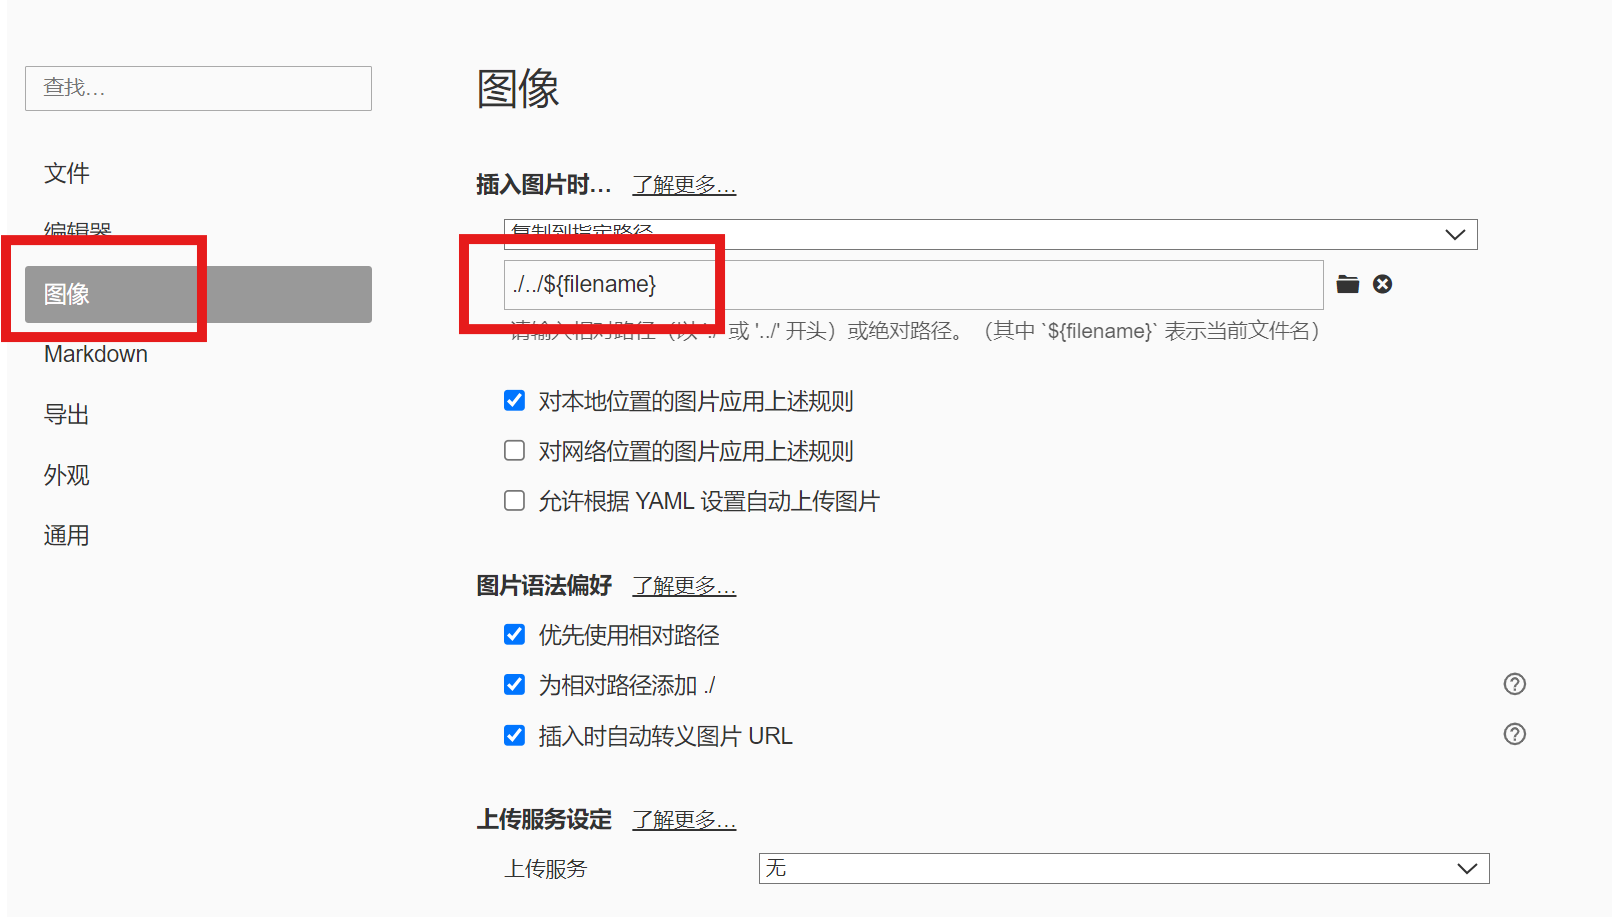 查找...
图像
文件
编辑器
图像
Markdown
导出
外观
通用
插入图片时... 了解更多...
复制到指定路径
./../${filename}
请输入相对路径（以 './' 或 '../' 开头）或绝对路径。（其中 `${filename}` 表示当前文件名）
对本地位置的图片应用上述规则
对网络位置的图片应用上述规则
允许根据 YAML 设置自动上传图片
图片语法偏好 了解更多...
优先使用相对路径
为相对路径添加 ./
插入时自动转义图片 URL
上传服务设定 了解更多...
上传服务 无